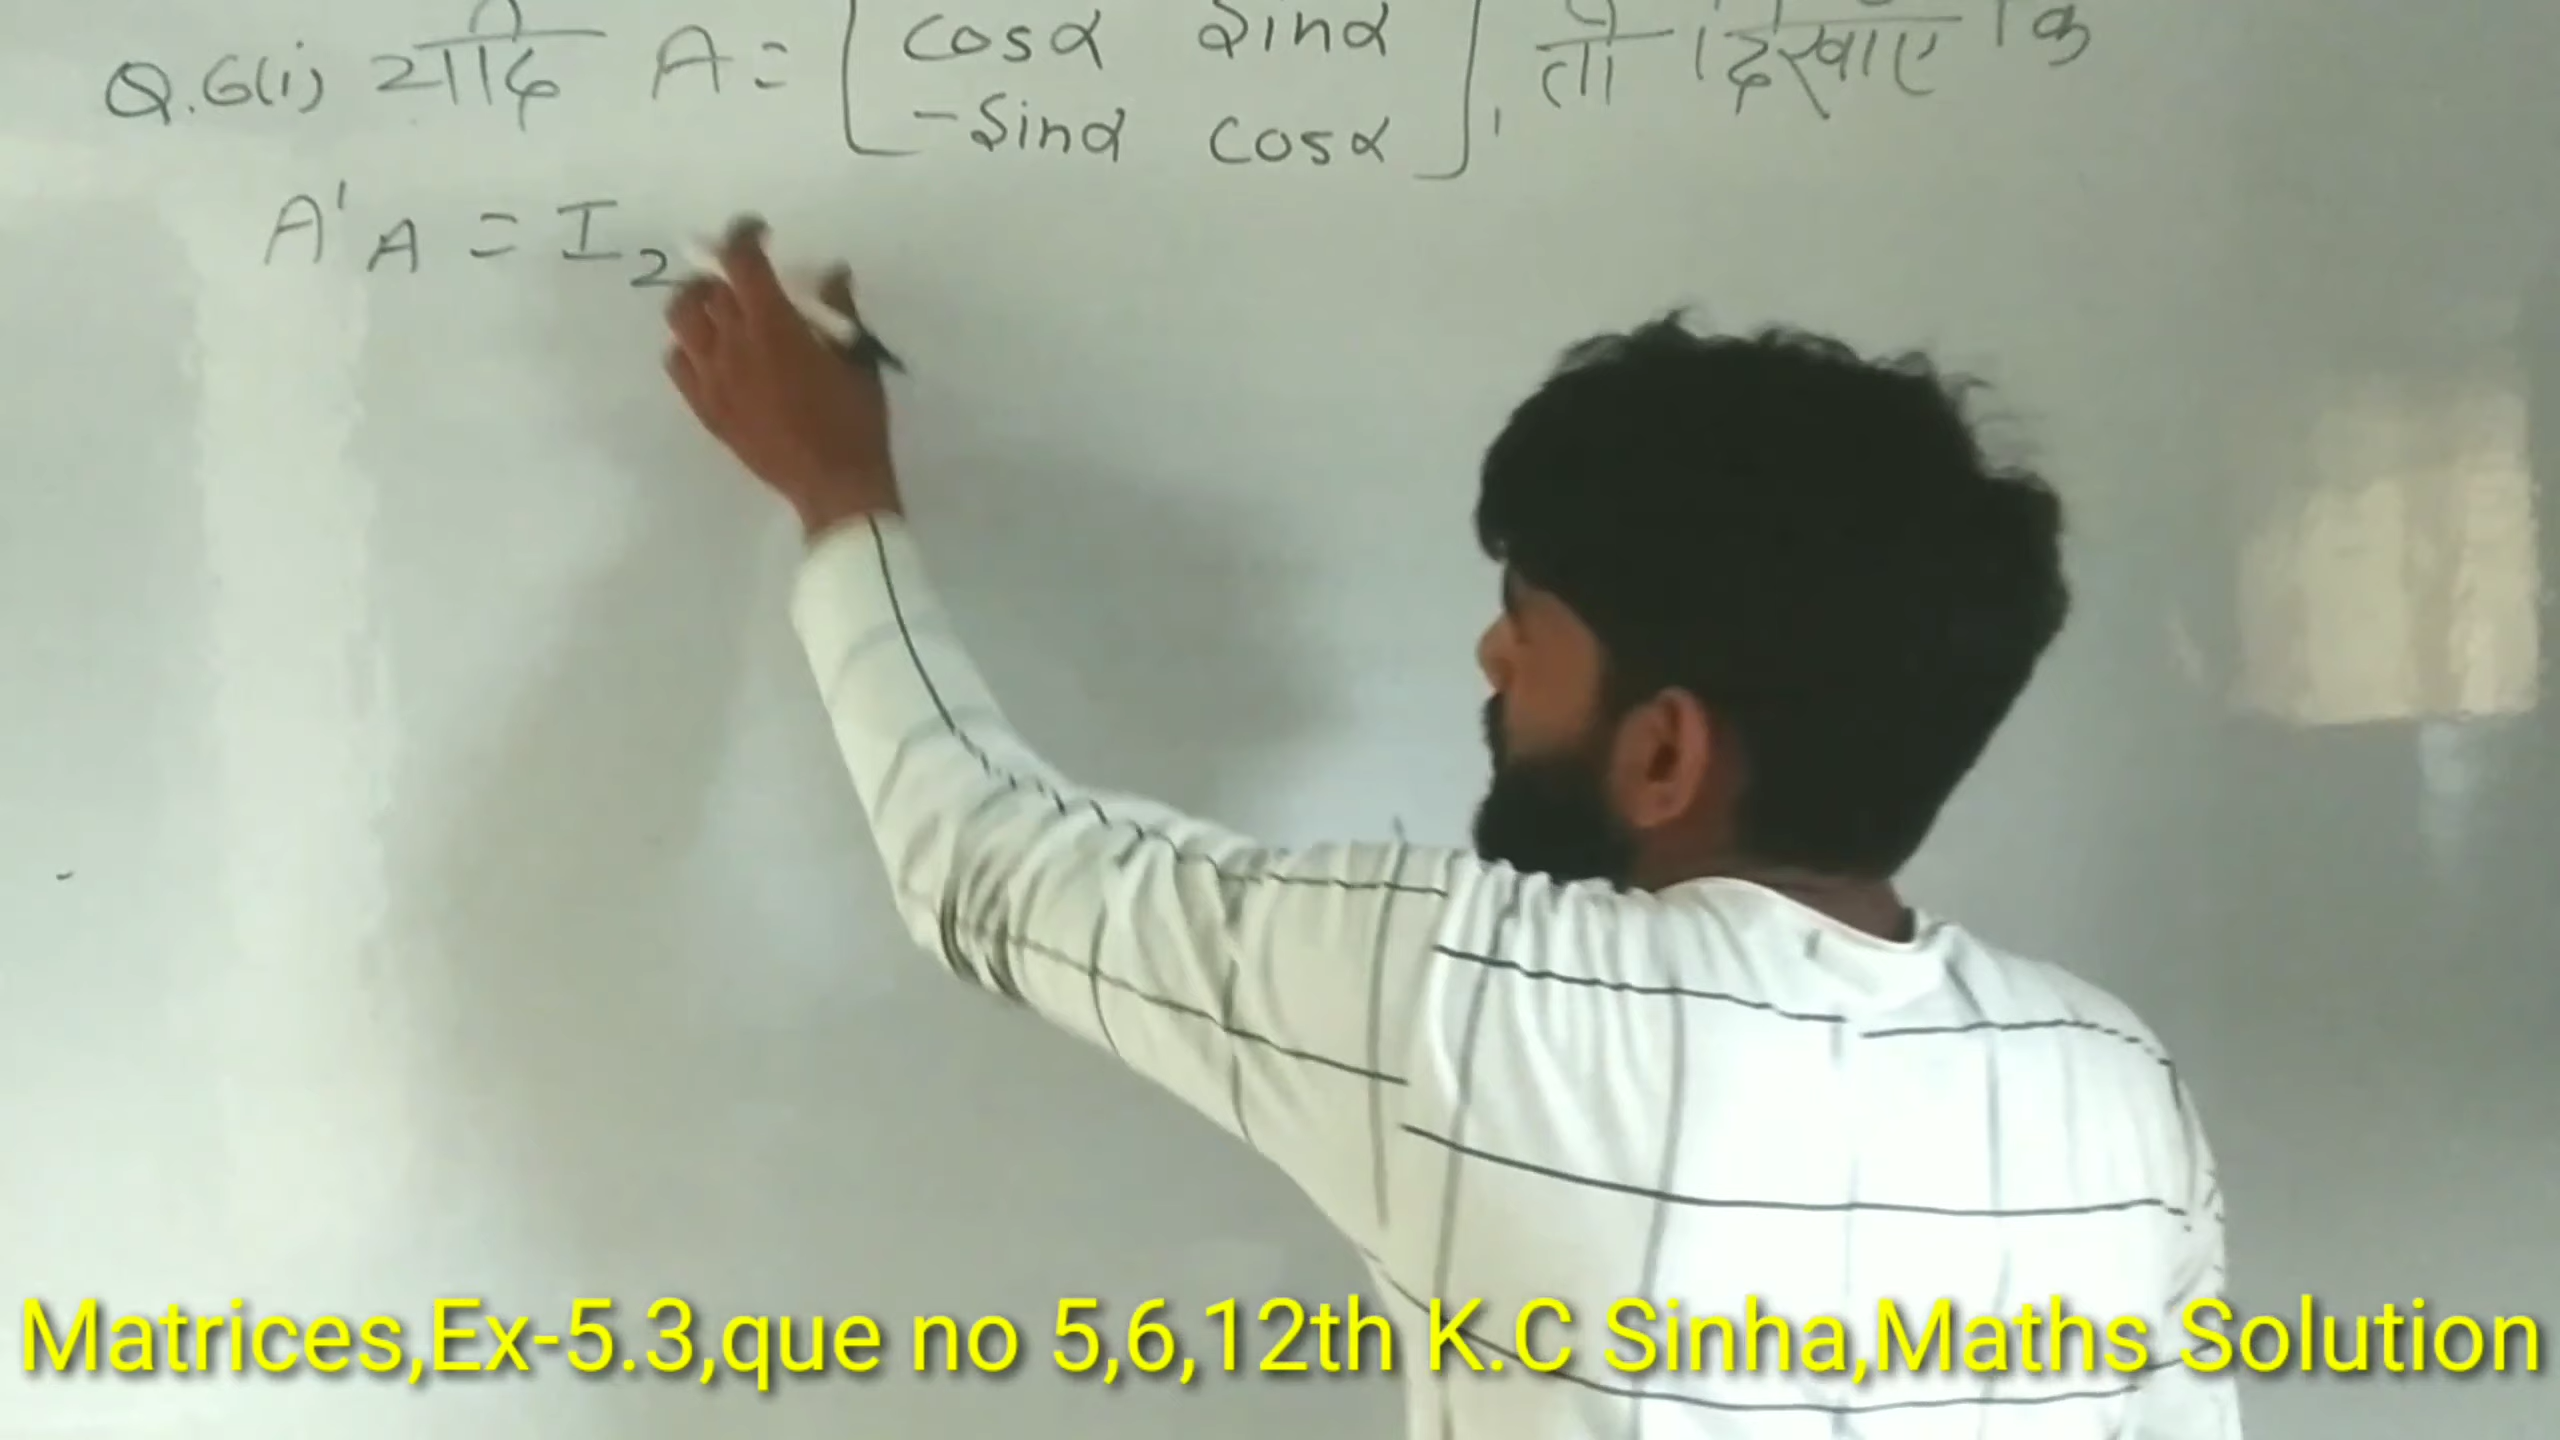 Q.6(i) यदि A = [cosα sinα
-sinα cosα], तो दिखाएं कि
A'A = I₂
Matrices,Ex-5.3,que no 5,6,12th K.C Sinha,Maths Solution